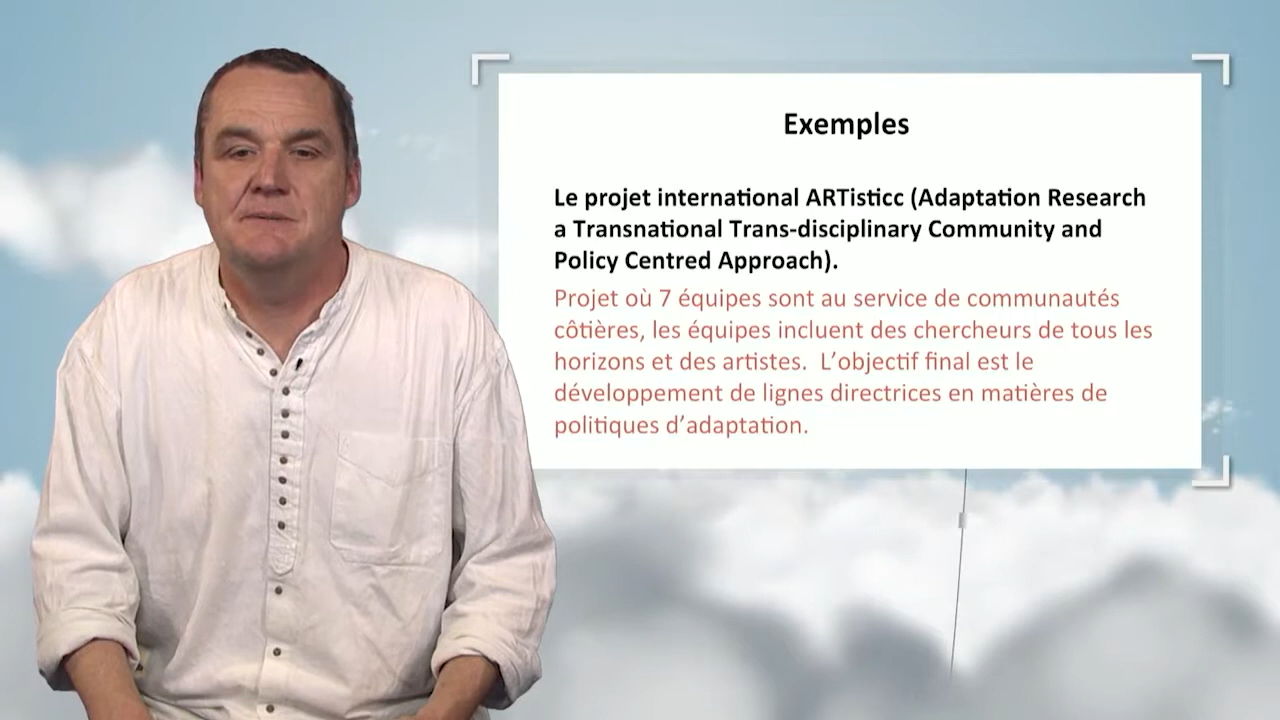 Exemples
Le projet international ARTisticc (Adaptation Research
a Transnational Trans-disciplinary Community and
Policy Centred Approach).
Projet où 7 équipes sont au service de communautés
côtières, les équipes incluent des chercheurs de tous les
horizons et des artistes.  L’objectif final est le
développement de lignes directrices en matières de
politiques d’adaptation.